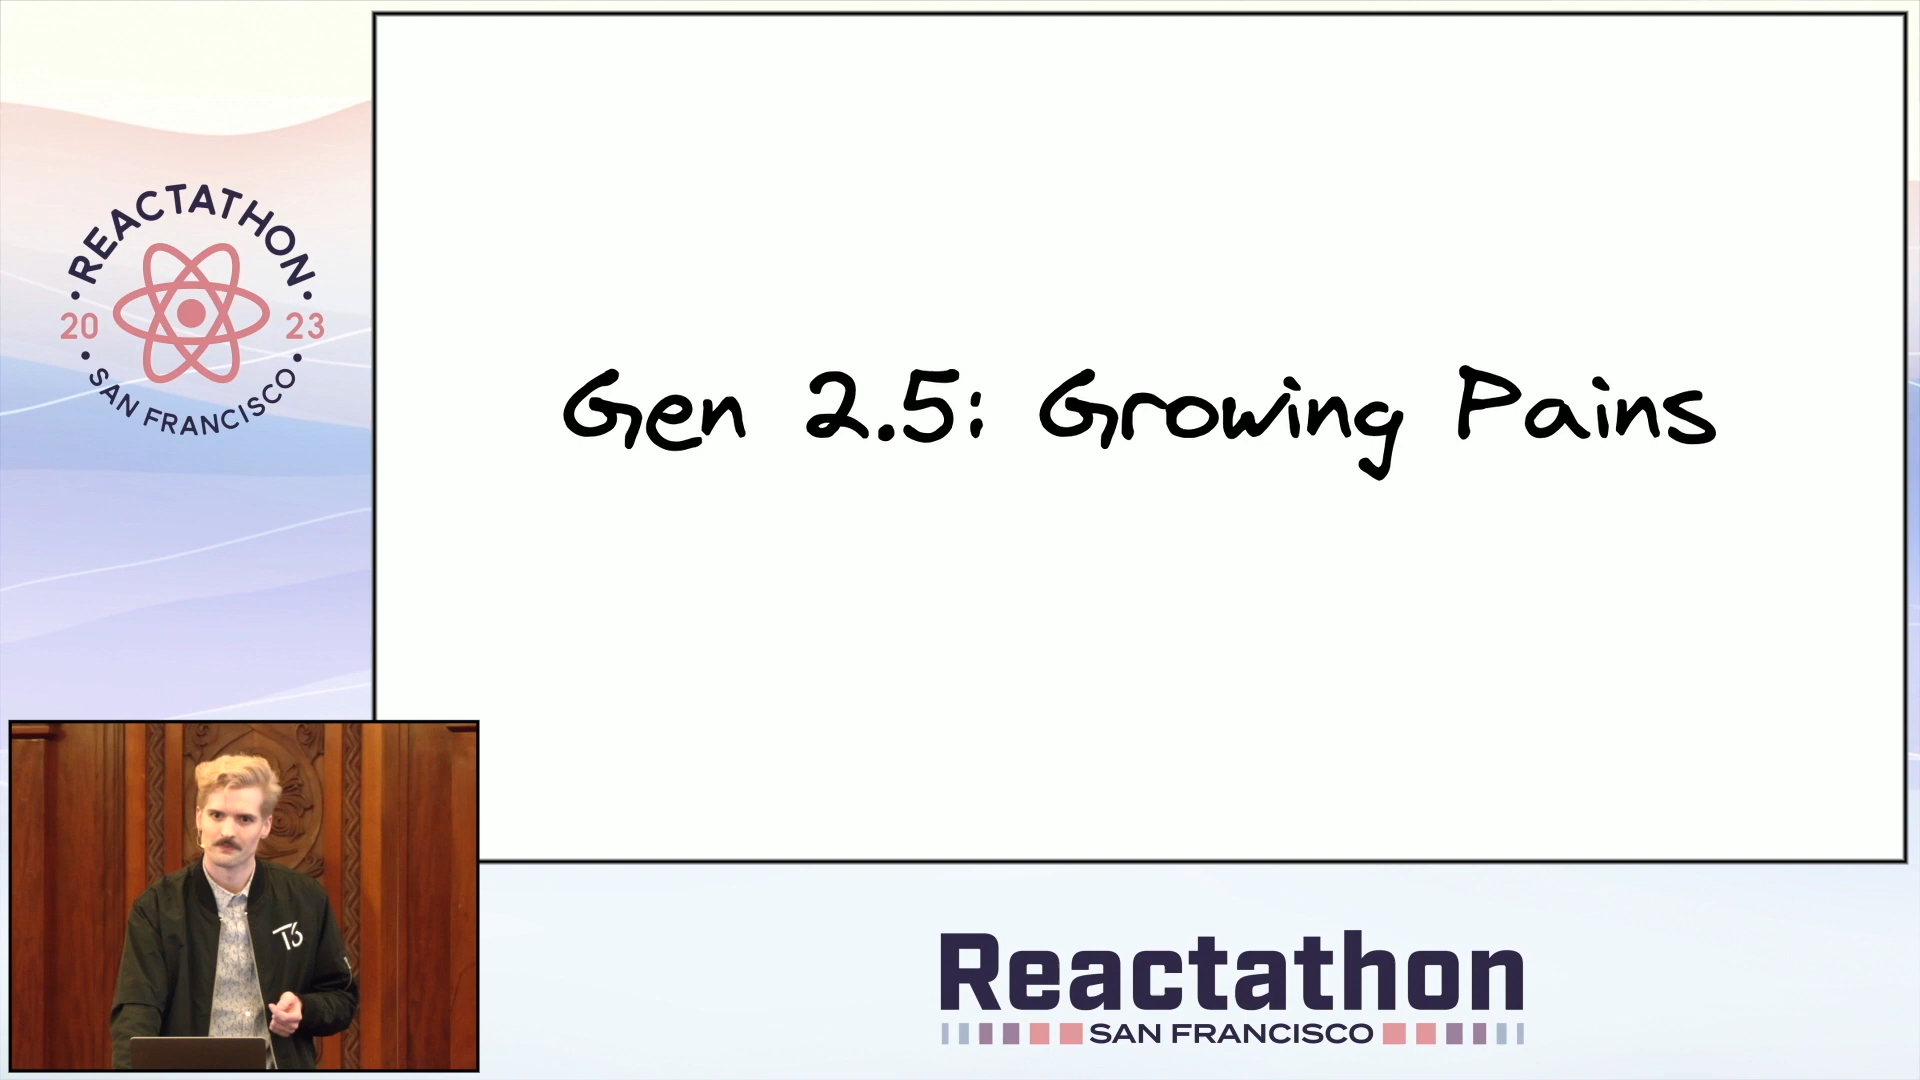 REACTATHON
20 23
SAN FRANCISCO
Gen 2.5: Growing Pains
T3
Reactathon
SAN FRANCISCO